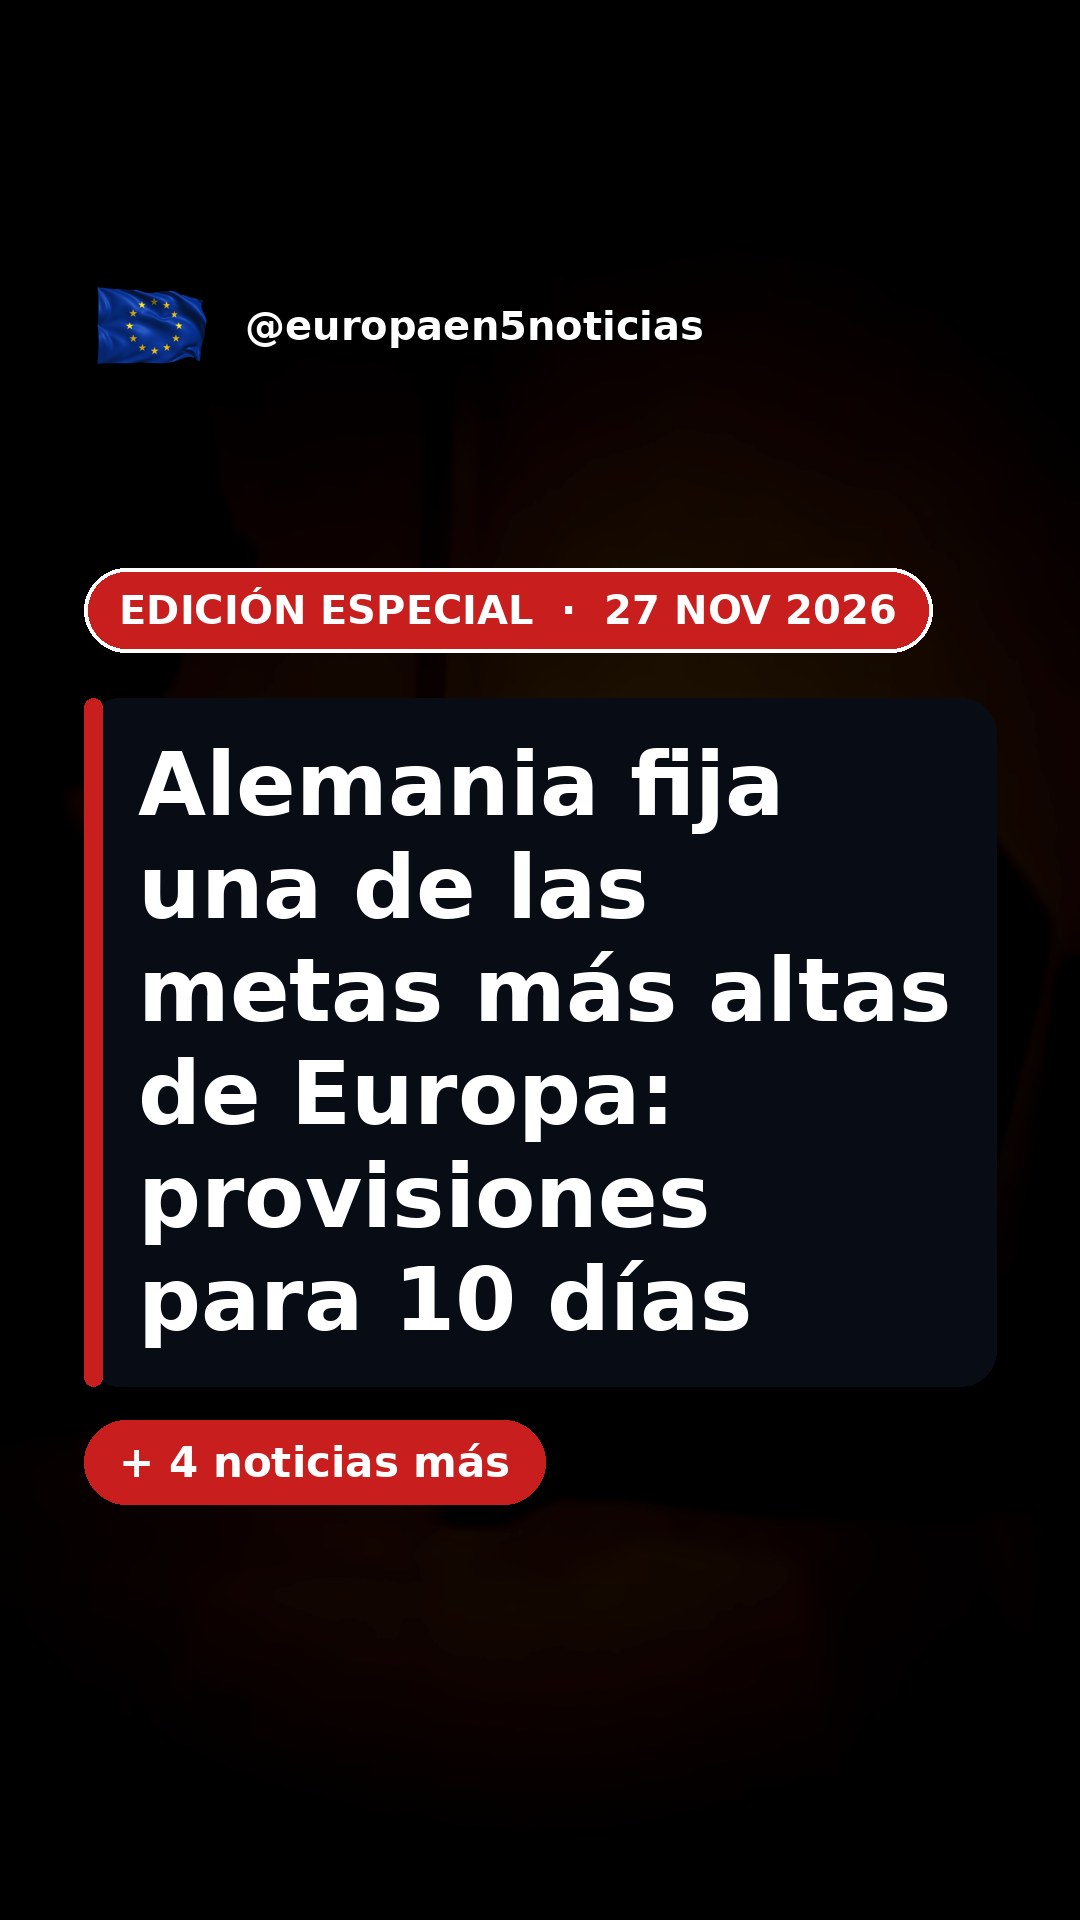 @europaen5noticias
EDICIÓN ESPECIAL · 27 NOV 2026
Alemania fija
una de las
metas más altas
de Europa:
provisiones
para 10 días
+ 4 noticias más